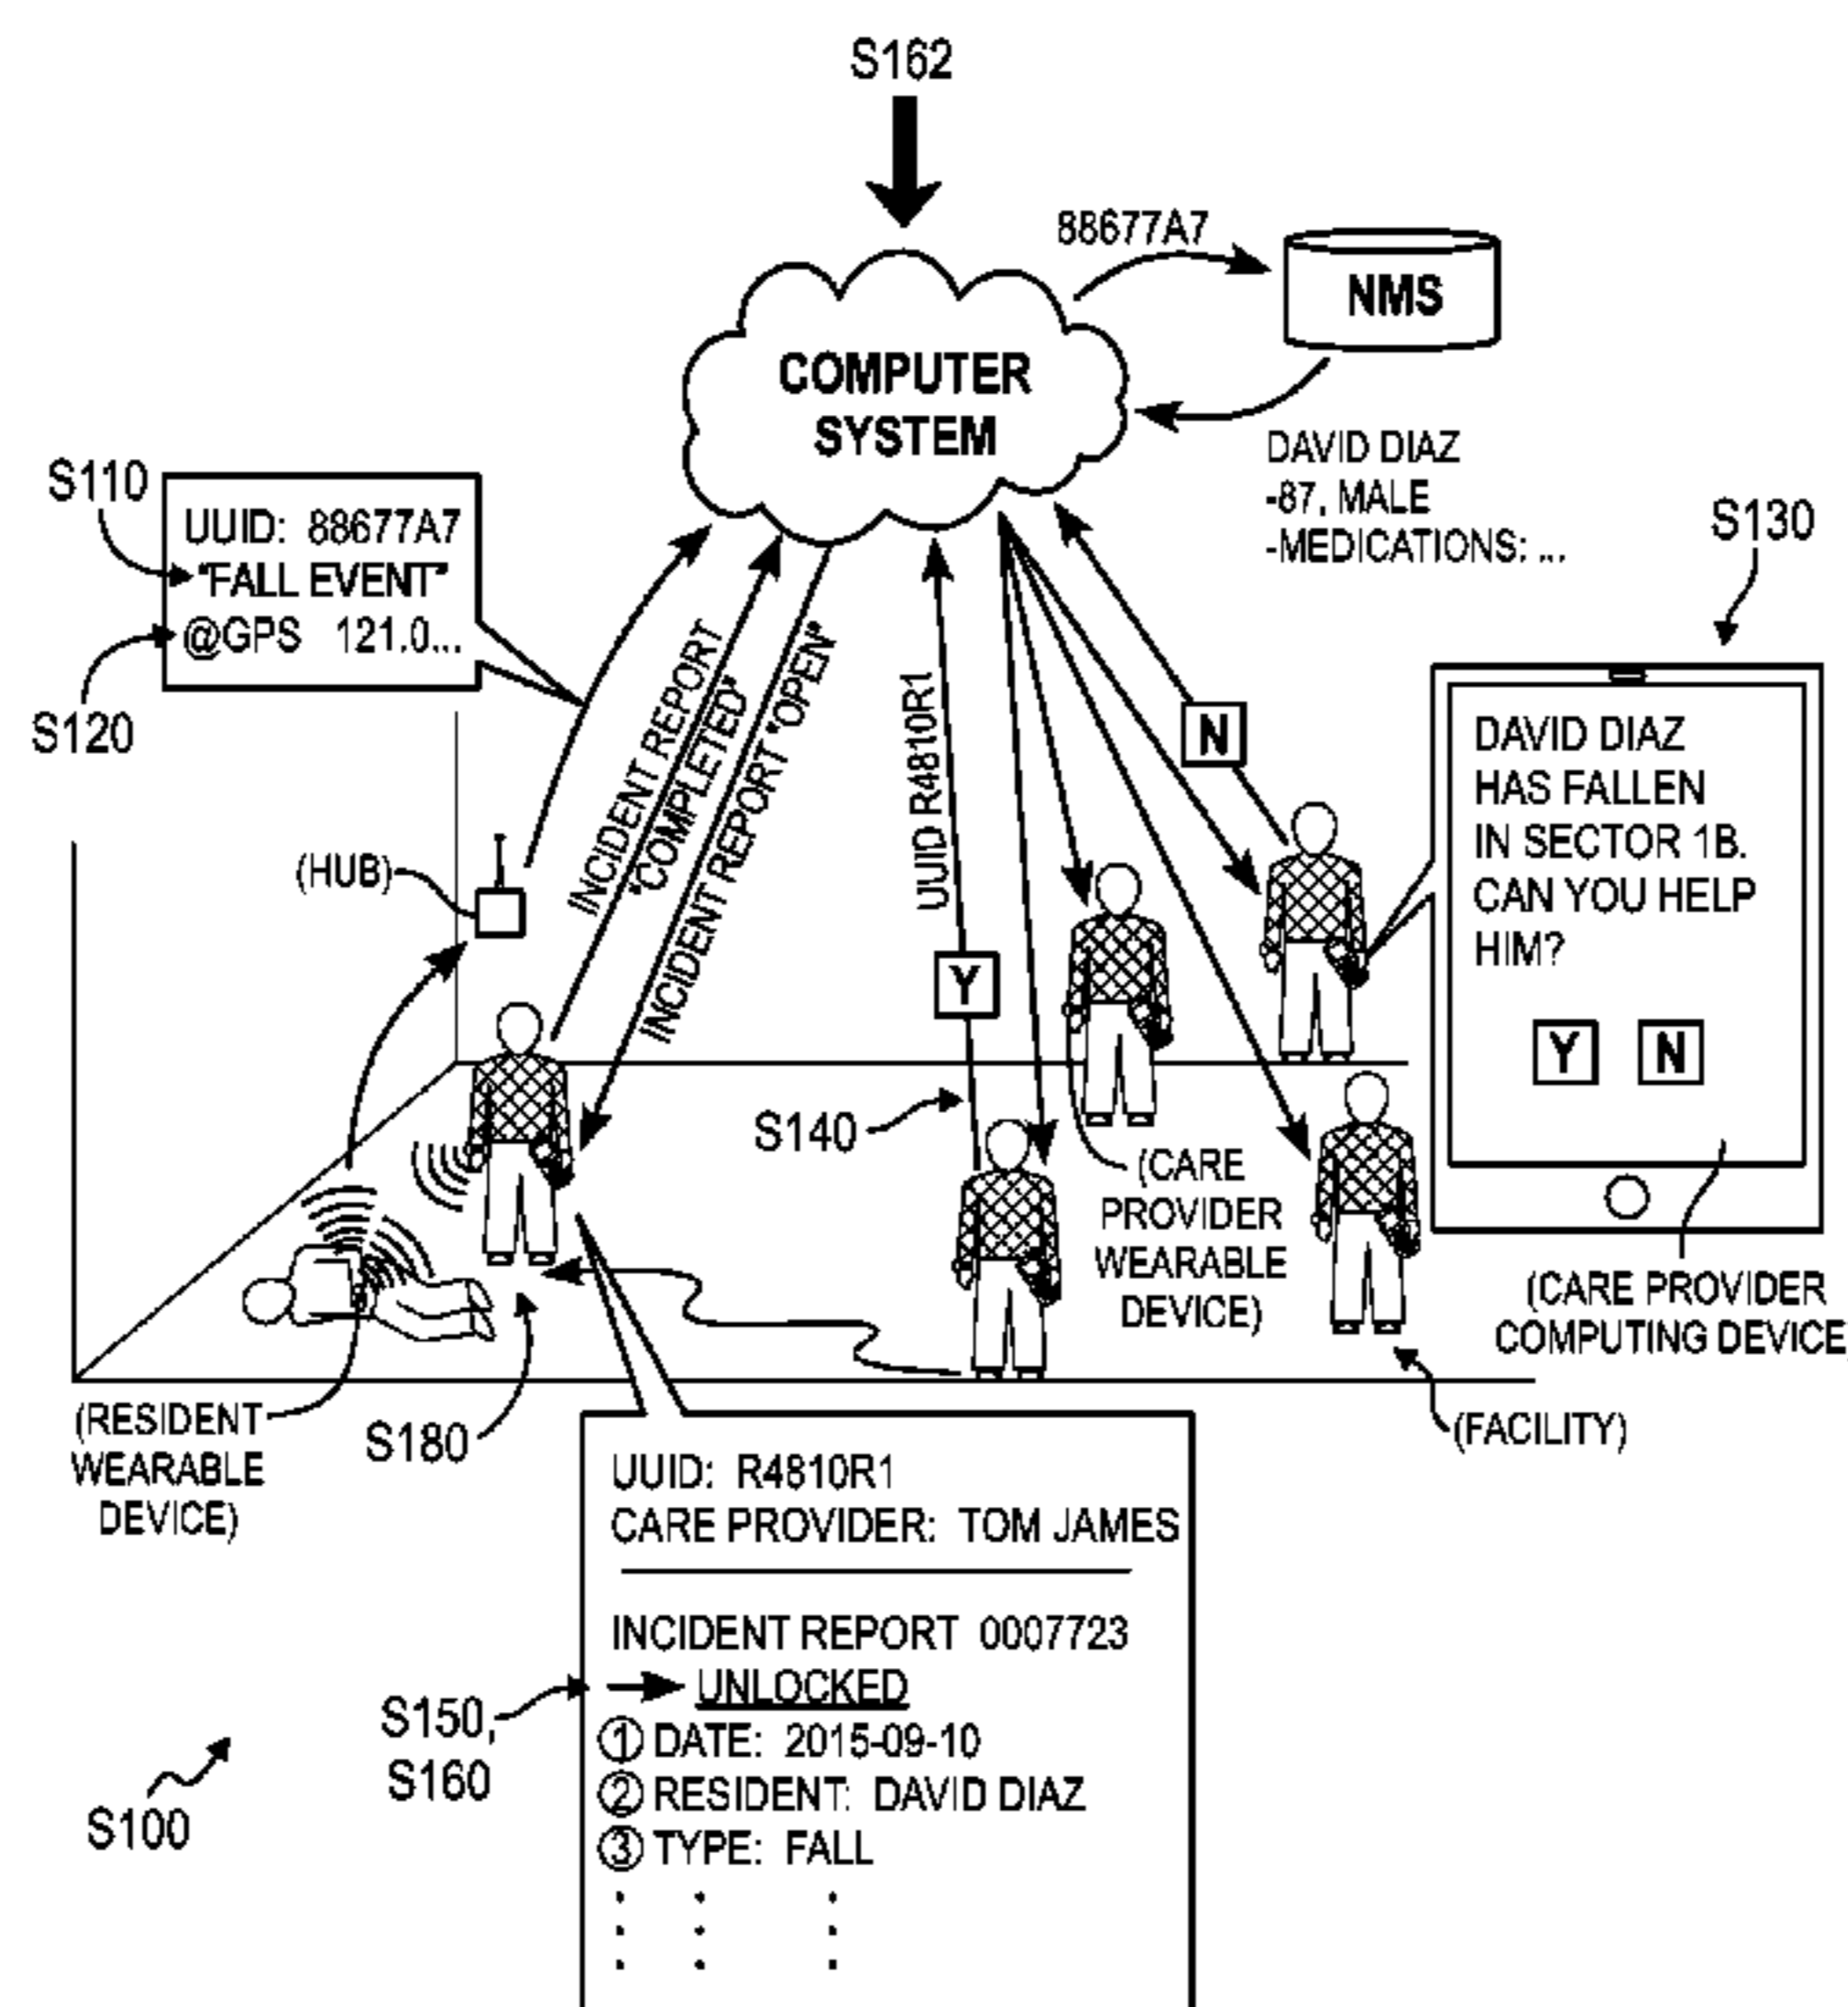 S162
88677A7
NMS
COMPUTER
SYSTEM
DAVID DIAZ
-87, MALE
-MEDICATIONS: ...
S110
UUID: 88677A7
"FALL EVENT"
@GPS 121.0...
S120
S130
DAVID DIAZ
HAS FALLEN
IN SECTOR 1B.
CAN YOU HELP
HIM?
Y N
(HUB)
INCIDENT REPORT
"COMPLETED"
INCIDENT REPORT "OPEN"
UUID R4810R1
Y
N
S140
(CARE
PROVIDER
WEARABLE
DEVICE)
(CARE PROVIDER
COMPUTING DEVICE
(RESIDENT
WEARABLE
DEVICE)
S180
(FACILITY)
UUID: R4810R1
CARE PROVIDER: TOM JAMES
INCIDENT REPORT 0007723
UNLOCKED
S150,
S160
① DATE: 2015-09-10
② RESIDENT: DAVID DIAZ
③ TYPE: FALL
S100